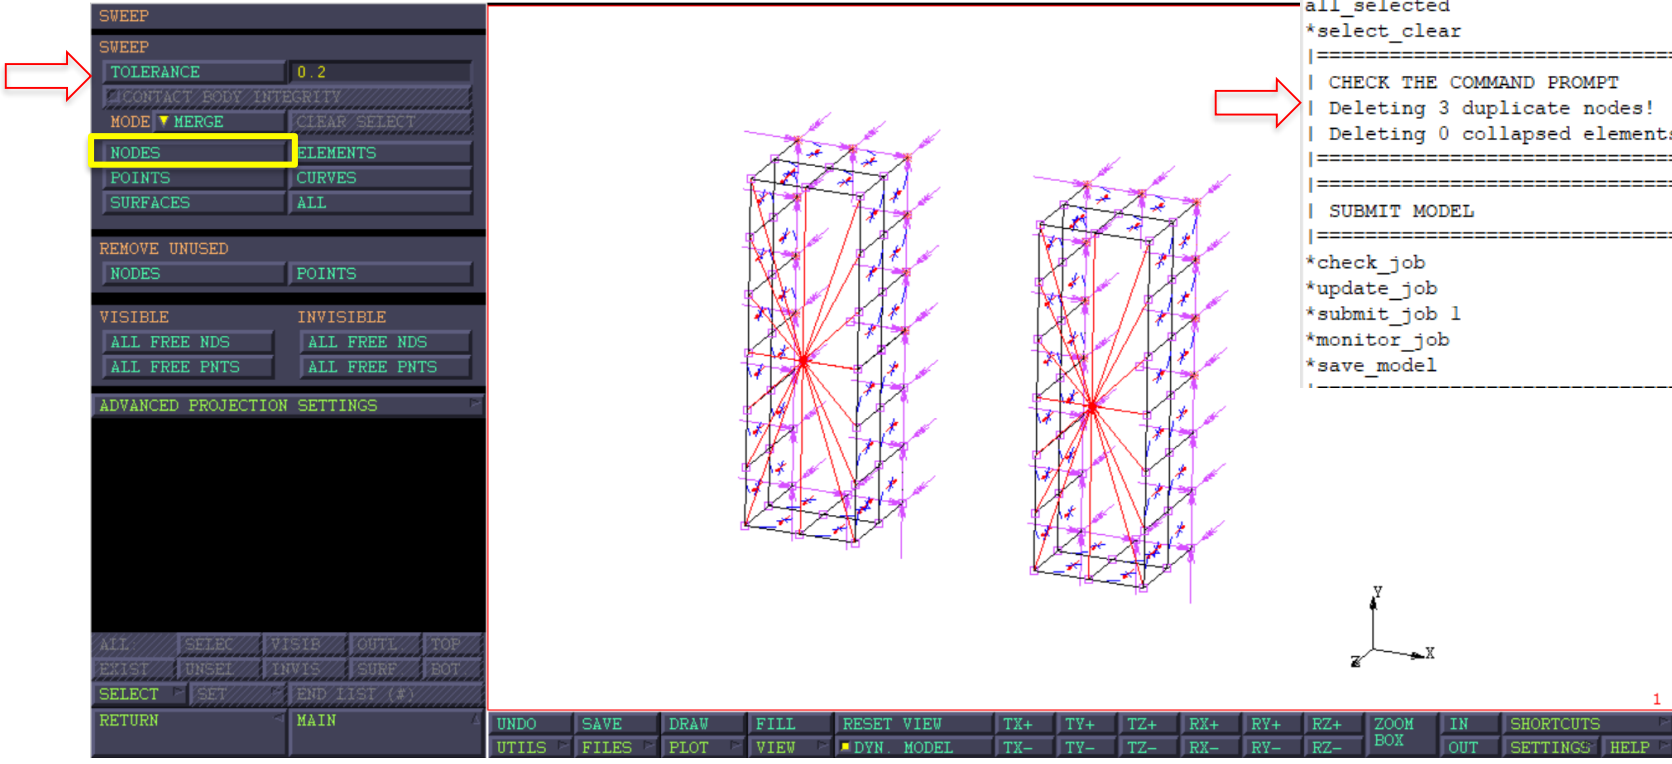 SWEEP
SWEEP
TOLERANCE 0.2
CONTACT BODY INTEGRITY
MODE MERGE CLEAR SELECT
NODES ELEMENTS
POINTS CURVES
SURFACES ALL
REMOVE UNUSED
NODES POINTS
VISIBLE INVISIBLE
ALL FREE NDS ALL FREE NDS
ALL FREE PNTS ALL FREE PNTS
ADVANCED PROJECTION SETTINGS
ALL: SELEC VISIB OUTL TOP
EXIST UNSEL INVIS SURF BOT
SELECT SET END LIST (#)
RETURN MAIN
all_selected
*select_clear
|==============================
| CHECK THE COMMAND PROMPT
| Deleting 3 duplicate nodes!
| Deleting 0 collapsed elements
|==============================
|==============================
| SUBMIT MODEL
|==============================
*check_job
*update_job
*submit_job 1
*monitor_job
*save_model
Y
X
Z
1
UNDO SAVE DRAW FILL RESET VIEW TX+ TY+ TZ+ RX+ RY+ RZ+ ZOOM BOX IN SHORTCUTS
UTILS FILES PLOT VIEW DYN. MODEL TX- TY- TZ- RX- RY- RZ- OUT SETTINGS HELP